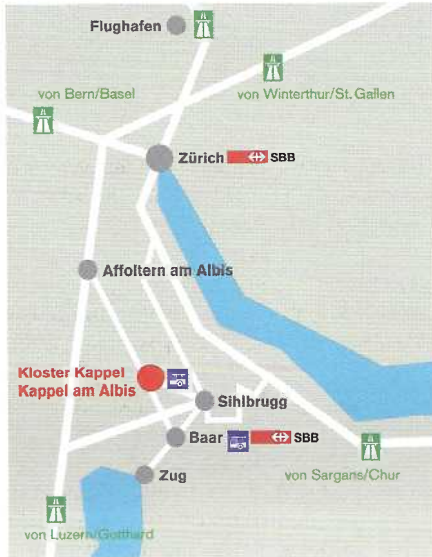 Flughafen
von Bern/Basel
von Winterthur/St. Gallen
Zürich SBB
Affoltern am Albis
Kloster Kappel
Kappel am Albis
Sihlbrugg
Baar SBB
von Sargans/Chur
Zug
von Luzern/Gotthard